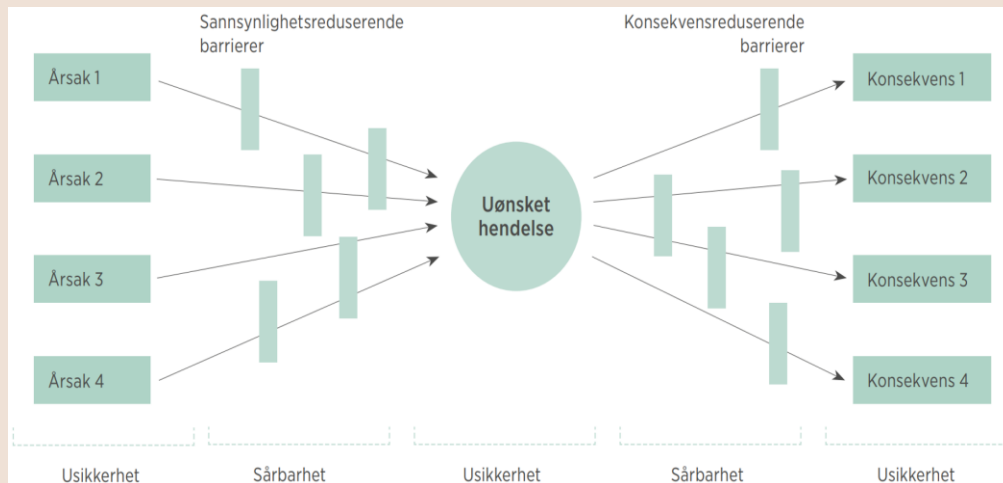 Sannsynlighetsreduserende
barrierer
Konsekvensreduserende
barrierer
Årsak 1
Årsak 2
Årsak 3
Årsak 4
Uønsket
hendelse
Konsekvens 1
Konsekvens 2
Konsekvens 3
Konsekvens 4
Usikkerhet
Sårbarhet
Usikkerhet
Sårbarhet
Usikkerhet